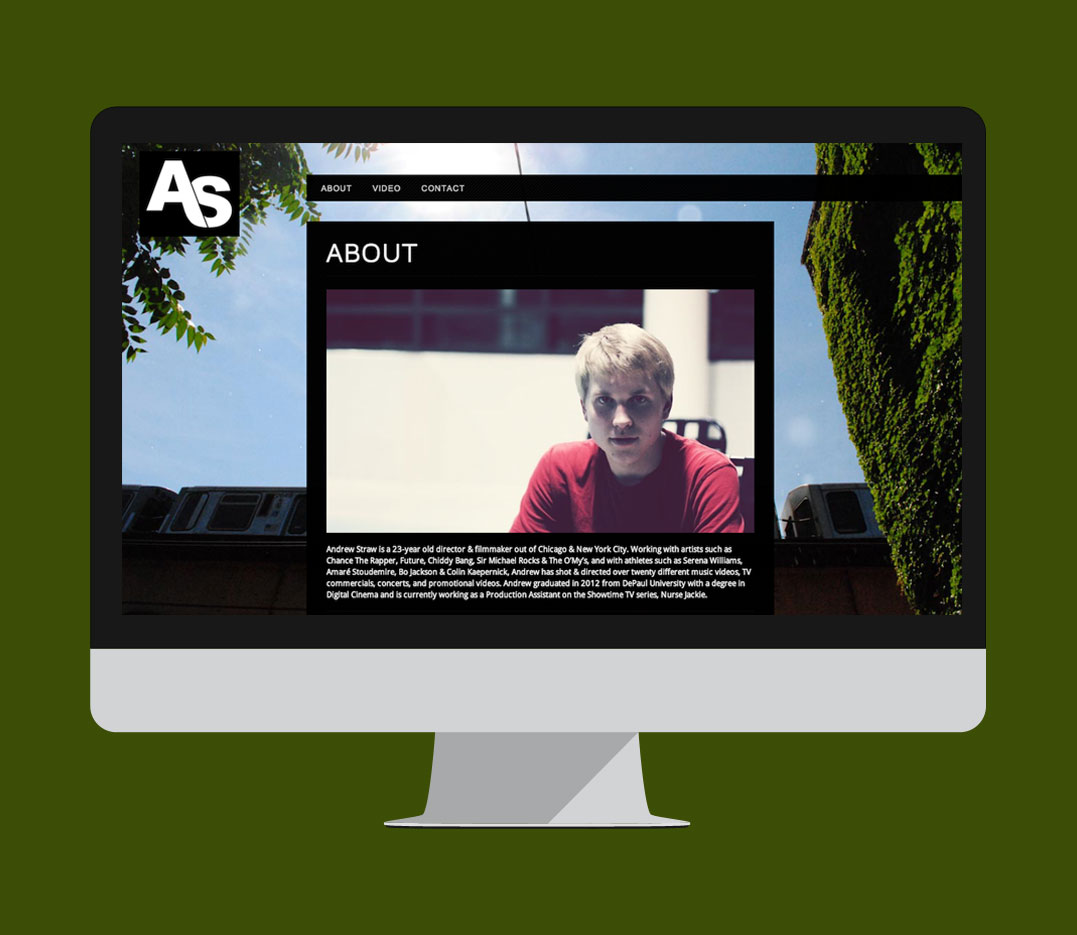 AS
ABOUT VIDEO CONTACT
ABOUT
Andrew Straw is a 23-year old director & filmmaker out of Chicago & New York City. Working with artists such as
Chance The Rapper, Future, Chiddy Bang, Sir Michael Rocks & The O'My's, and with athletes such as Serena Williams,
Amaré Stoudemire, Bo Jackson & Colin Kaepernick, Andrew has shot & directed over twenty different music videos, TV
commercials, concerts, and promotional videos. Andrew graduated in 2012 from DePaul University with a degree in
Digital Cinema and is currently working as a Production Assistant on the Showtime TV series, Nurse Jackie.